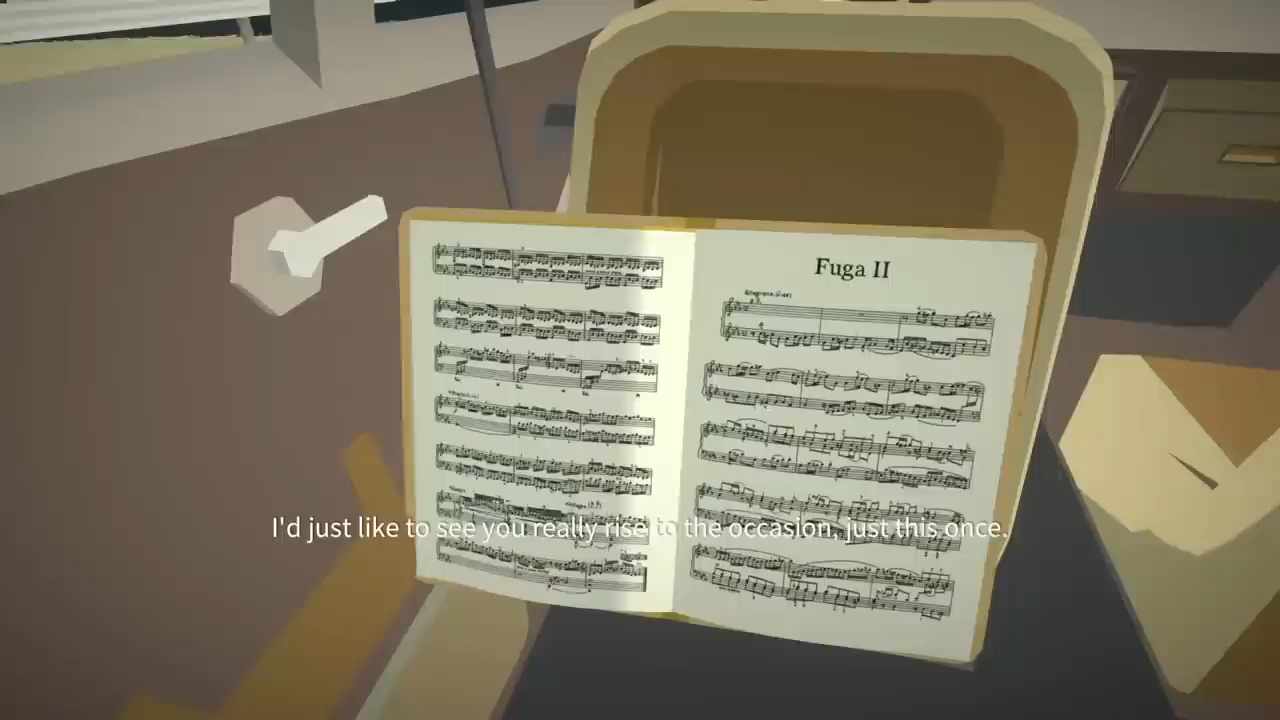 Fuga II
I'd just like to see you really rise to the occasion, just this once.